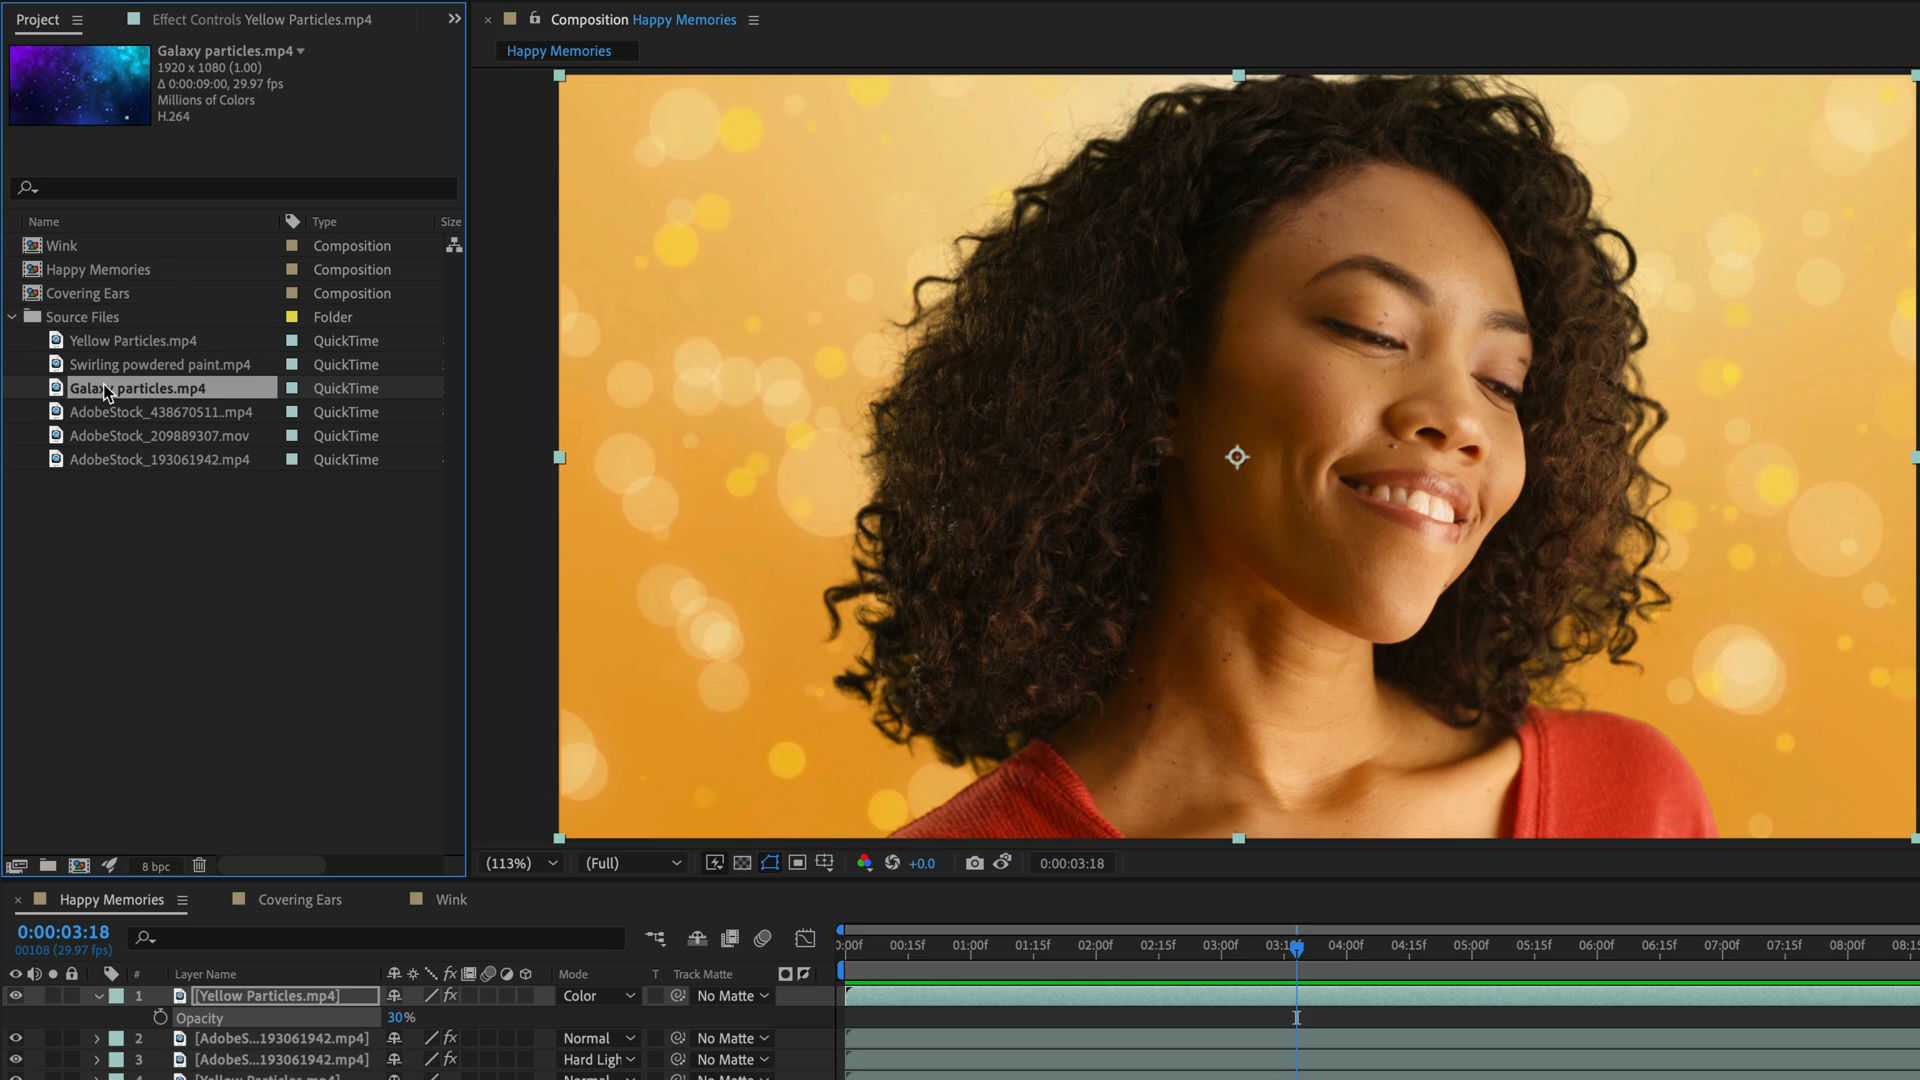 Project
Effect Controls Yellow Particles.mp4
Galaxy particles.mp4
1920 x 1080 (1.00)
Δ 0:00:09:00, 29.97 fps
Millions of Colors
H.264
Name Type Size
Wink Composition
Happy Memories Composition
Covering Ears Composition
Source Files Folder
Yellow Particles.mp4 QuickTime
Swirling powdered paint.mp4 QuickTime
Galaxy particles.mp4 QuickTime
AdobeStock_438670511..mp4 QuickTime
AdobeStock_209889307.mov QuickTime
AdobeStock_193061942.mp4 QuickTime
8 bpc
Composition Happy Memories
Happy Memories
(113%) (Full) +0.0 0:00:03:18
Happy Memories Covering Ears Wink
0:00:03:18
00108 (29.97 fps)
00:15f 01:00f 01:15f 02:00f 02:15f 03:00f 04:00f 04:15f 05:00f 05:15f 06:00f 06:15f 07:00f 07:15f 08:00f
# Layer Name fx Mode T Track Matte
1 [Yellow Particles.mp4] fx Color No Matte
Opacity 30%
2 [AdobeS...193061942.mp4] fx Normal No Matte
3 [AdobeS...193061942.mp4] fx Hard Ligh No Matte